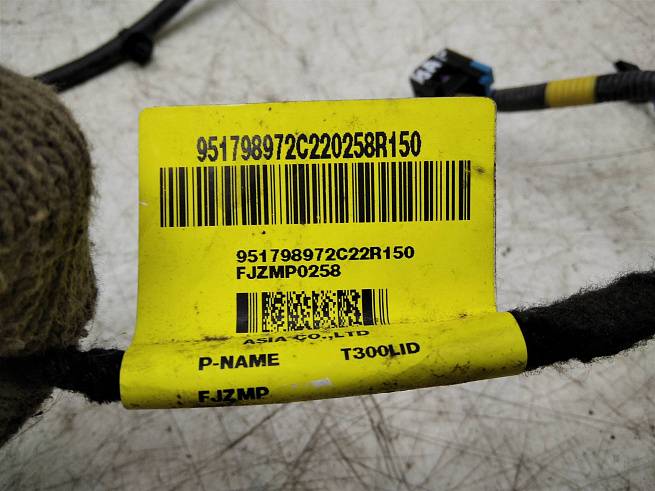 951798972C220258R150
951798972C22R150
FJZMP0258
ASIA CO.,LTD
P-NAME T300LID
FJZMP